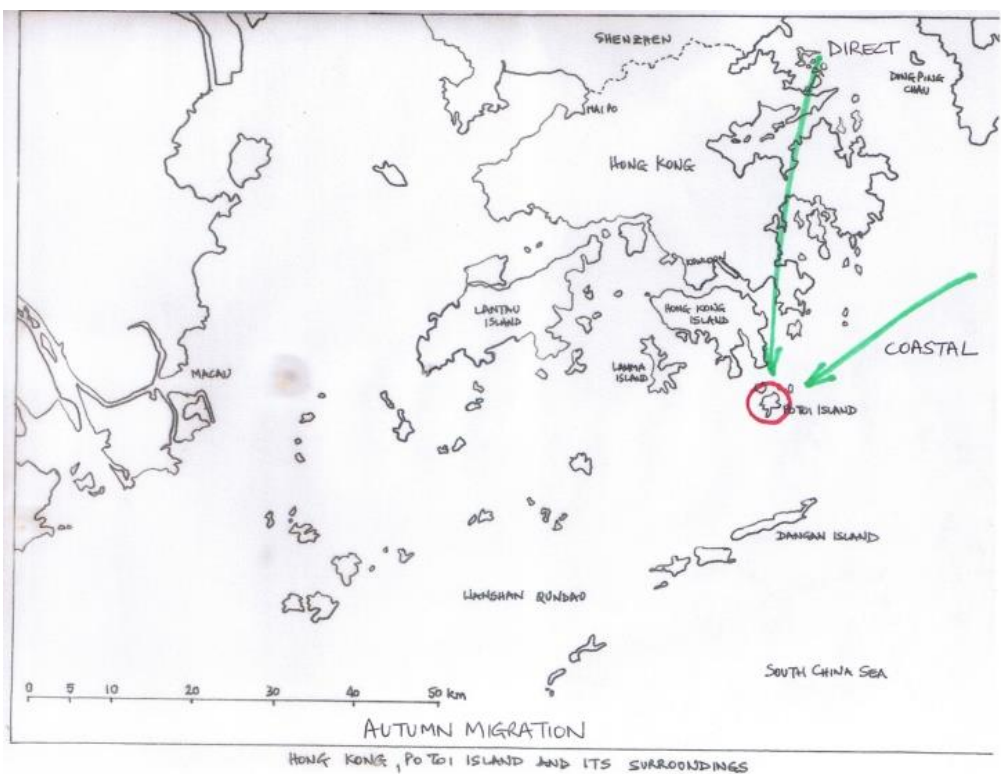 SHENZHEN
DIRECT
DINGPING
CHAU
MAI PO
HONG KONG
KOWLOON
LANTAU
ISLAND
HONG KONG
ISLAND
COASTAL
MACAU
LAMMA
ISLAND
PO TOI ISLAND
DANGAN ISLAND
WANSHAN QUNDAO
SOUTH CHINA SEA
0 5 10 20 30 40 50 km
AUTUMN MIGRATION
HONG KONG, PO TOI ISLAND AND ITS SURROUNDINGS